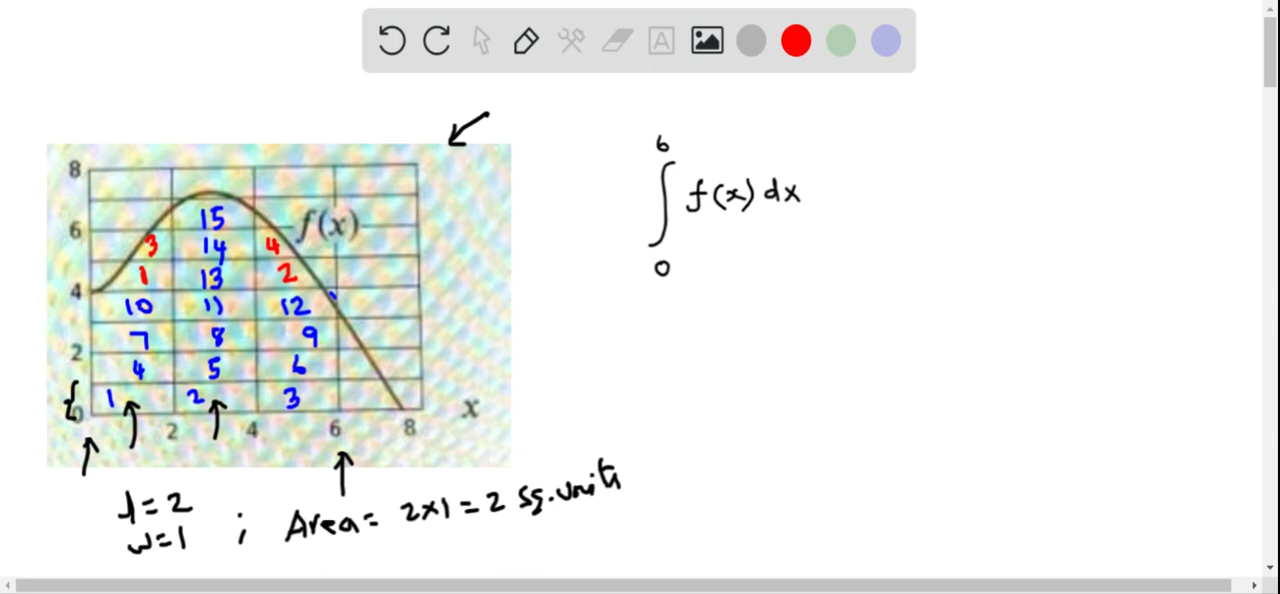 A
6
∫ f(x) dx
0
8
15
6 f(x)
3 14 4
1 13 2
4
10 11 12
7 8 9
2
4 5 6
1 2 3
0 2 4 6 8 x
l=2
w=1 ; Area= 2×1=2 sq.units